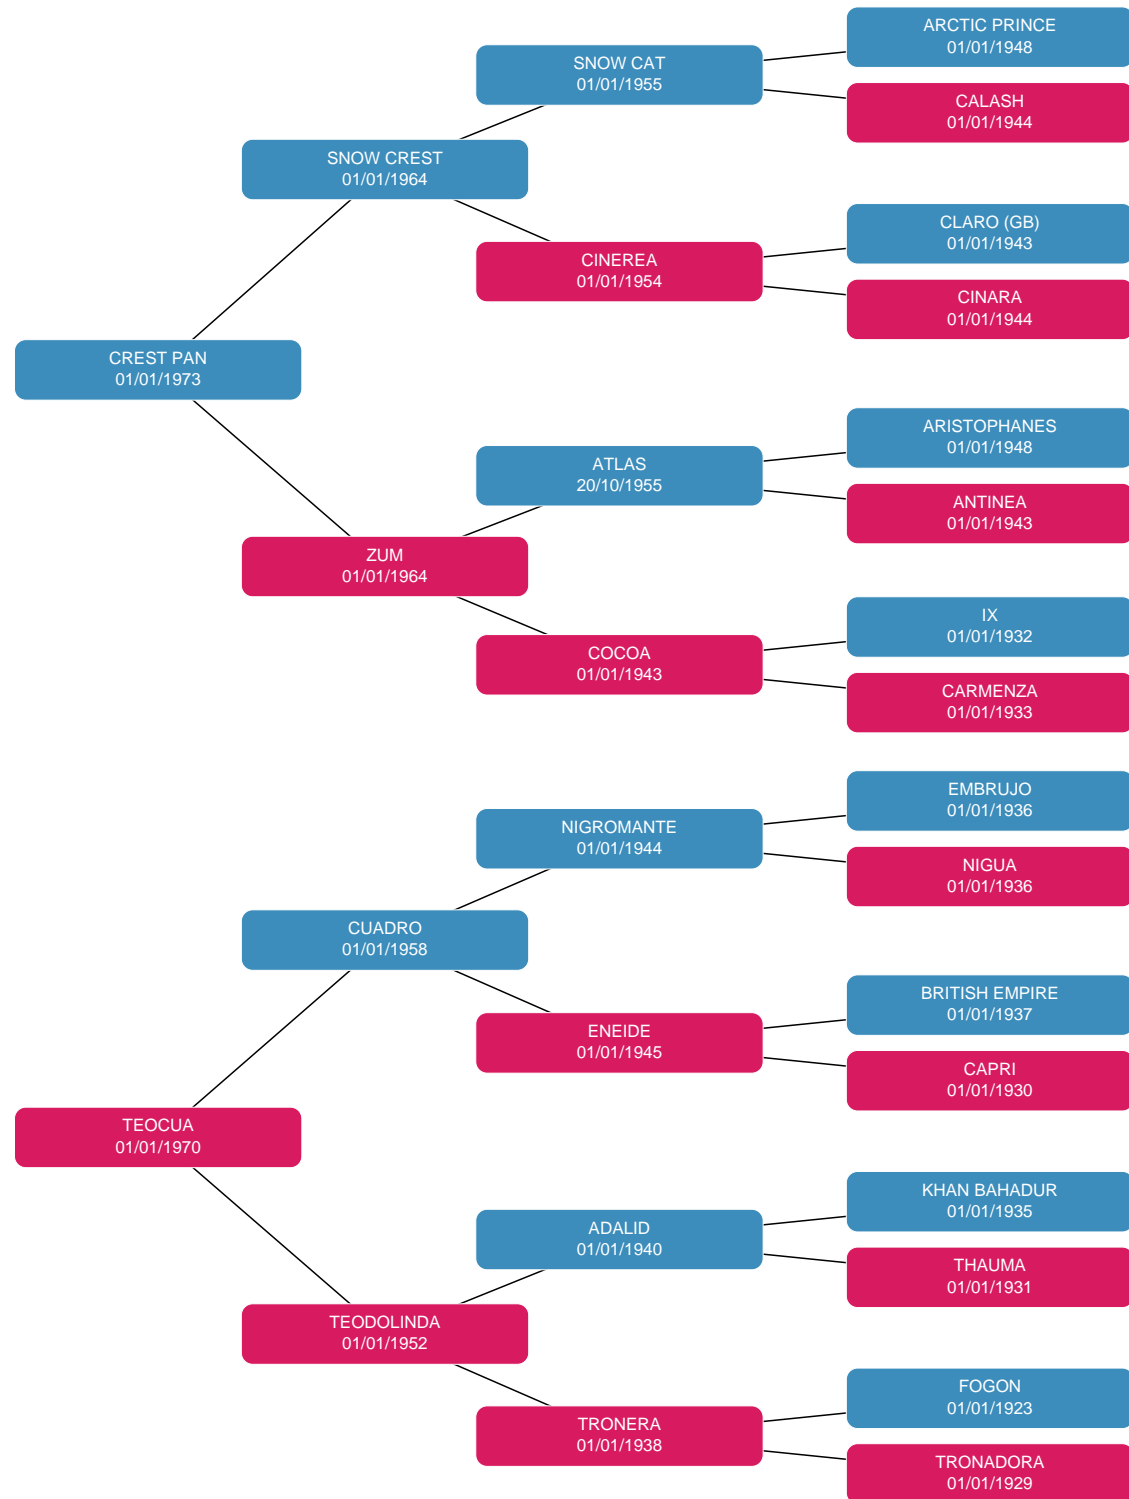 ARCTIC PRINCE
01/01/1948
SNOW CAT
01/01/1955
CALASH
01/01/1944
SNOW CREST
01/01/1964
CLARO (GB)
01/01/1943
CINEREA
01/01/1954
CINARA
01/01/1944
CREST PAN
01/01/1973
ARISTOPHANES
01/01/1948
ATLAS
20/10/1955
ANTINEA
01/01/1943
ZUM
01/01/1964
IX
01/01/1932
COCOA
01/01/1943
CARMENZA
01/01/1933
EMBRUJO
01/01/1936
NIGROMANTE
01/01/1944
NIGUA
01/01/1936
CUADRO
01/01/1958
BRITISH EMPIRE
01/01/1937
ENEIDE
01/01/1945
CAPRI
01/01/1930
TEOCUA
01/01/1970
KHAN BAHADUR
01/01/1935
ADALID
01/01/1940
THAUMA
01/01/1931
TEODOLINDA
01/01/1952
FOGON
01/01/1923
TRONERA
01/01/1938
TRONADORA
01/01/1929